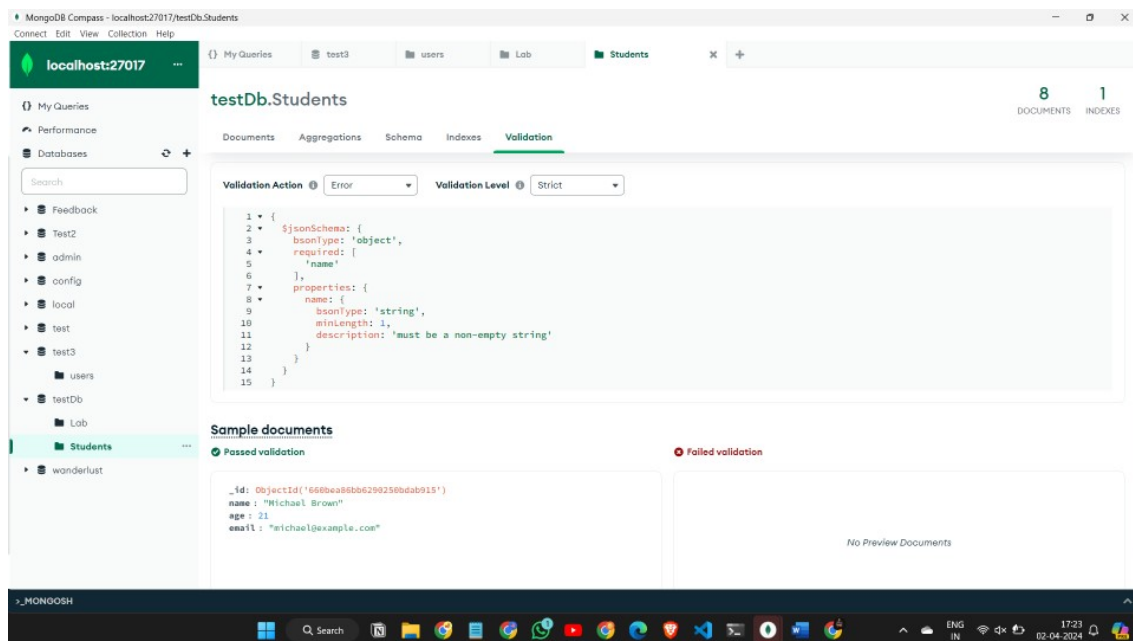 MongoDB Compass - localhost:27017/testDb.Students
Connect Edit View Collection Help
localhost:27017 ...
{} My Queries
Performance
Databases
Search
Feedback
Test2
admin
config
local
test
test3
users
testDb
Lab
Students ...
wanderlust
{} My Queries test3 users Lab Students
testDb.Students
8 DOCUMENTS
1 INDEXES
Documents Aggregations Schema Indexes Validation
Validation Action Error Validation Level Strict
1 {
2 $jsonSchema: {
3 bsonType: 'object',
4 required: [
5 'name'
6 ],
7 properties: {
8 name: {
9 bsonType: 'string',
10 minLength: 1,
11 description: 'must be a non-empty string'
12 }
13 }
14 }
15 }
Sample documents
Passed validation
_id: ObjectId('660bea86bb6290250bdab915')
name : "Michael Brown"
age : 21
email : "michael@example.com"
Failed validation
No Preview Documents
>_MONGOSH
Search
ENG
IN
17:23
02-04-2024